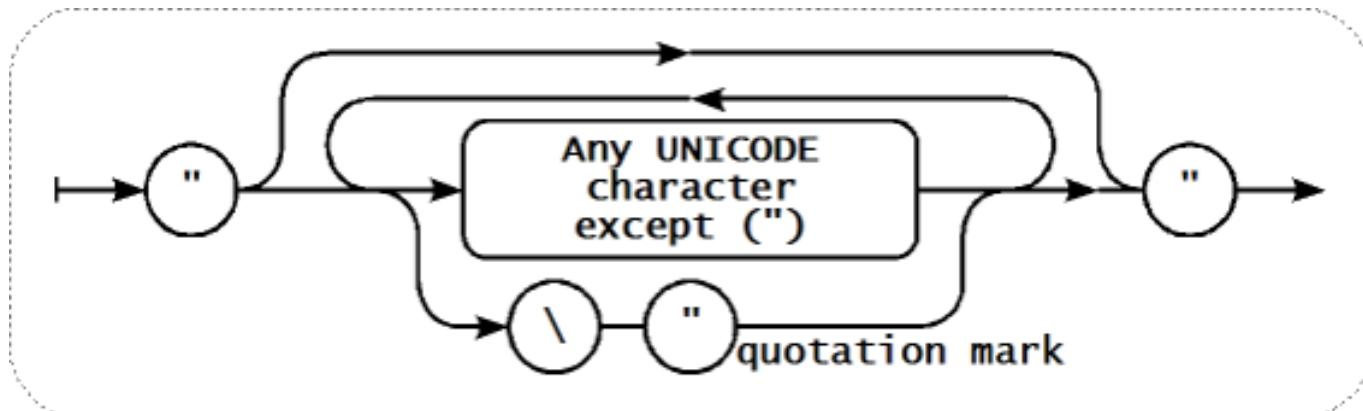 Any UNICODE
" character "
except (")
\ " quotation mark